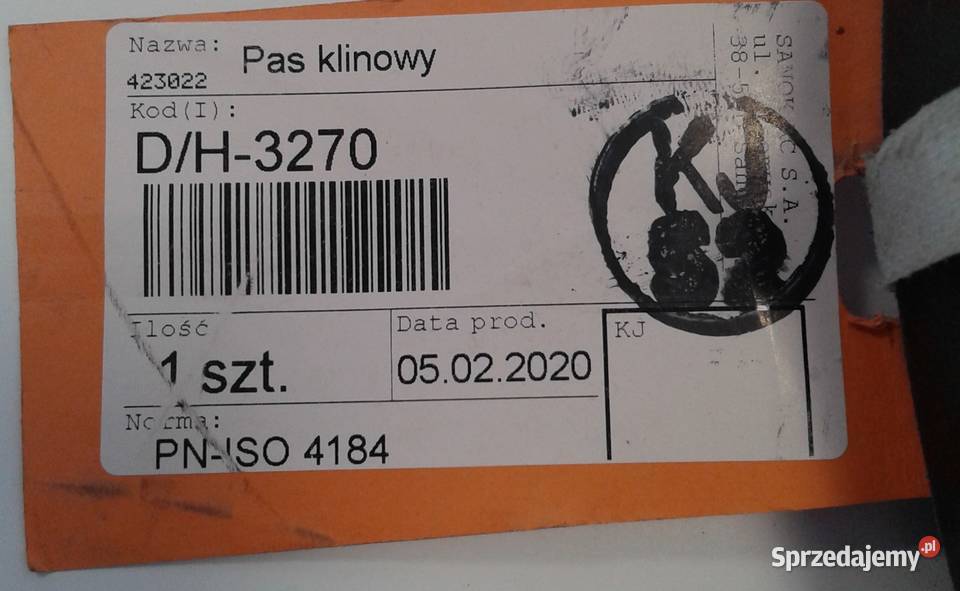 Nazwa: Pas klinowy
423022
Kod(I):
D/H-3270
Ilość
1 szt.
Data prod.
05.02.2020
KJ
Norma:
PN-ISO 4184
SANOK S.A.
ul.
38-5
KJ
Sprzedajemy.pl